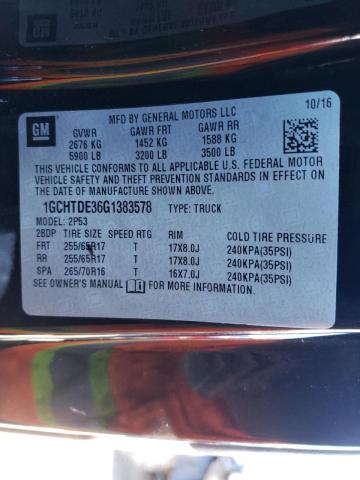 MFD BY GENERAL MOTORS LLC 10/16
GM
GVWR GAWR FRT GAWR RR
2676 KG 1452 KG 1588 KG
5900 LB 3200 LB 3500 LB
THIS VEHICLE CONFORMS TO ALL APPLICABLE U.S. FEDERAL MOTOR
VEHICLE SAFETY AND THEFT PREVENTION STANDARDS IN EFFECT ON
THE DATE OF MANUFACTURE SHOWN ABOVE.
1GCHTDE36G1383578 TYPE: TRUCK
MODEL: 2P53
2BDP TIRE SIZE SPEED RTG RIM COLD TIRE PRESSURE
FRT 255/65R17 T 17X8.0J 240KPA(35PSI)
RR 255/65R17 T 17X8.0J 240KPA(35PSI)
SPA 265/70R16 T 16X7.0J 240KPA(35PSI)
SEE OWNER'S MANUAL FOR MORE INFORMATION